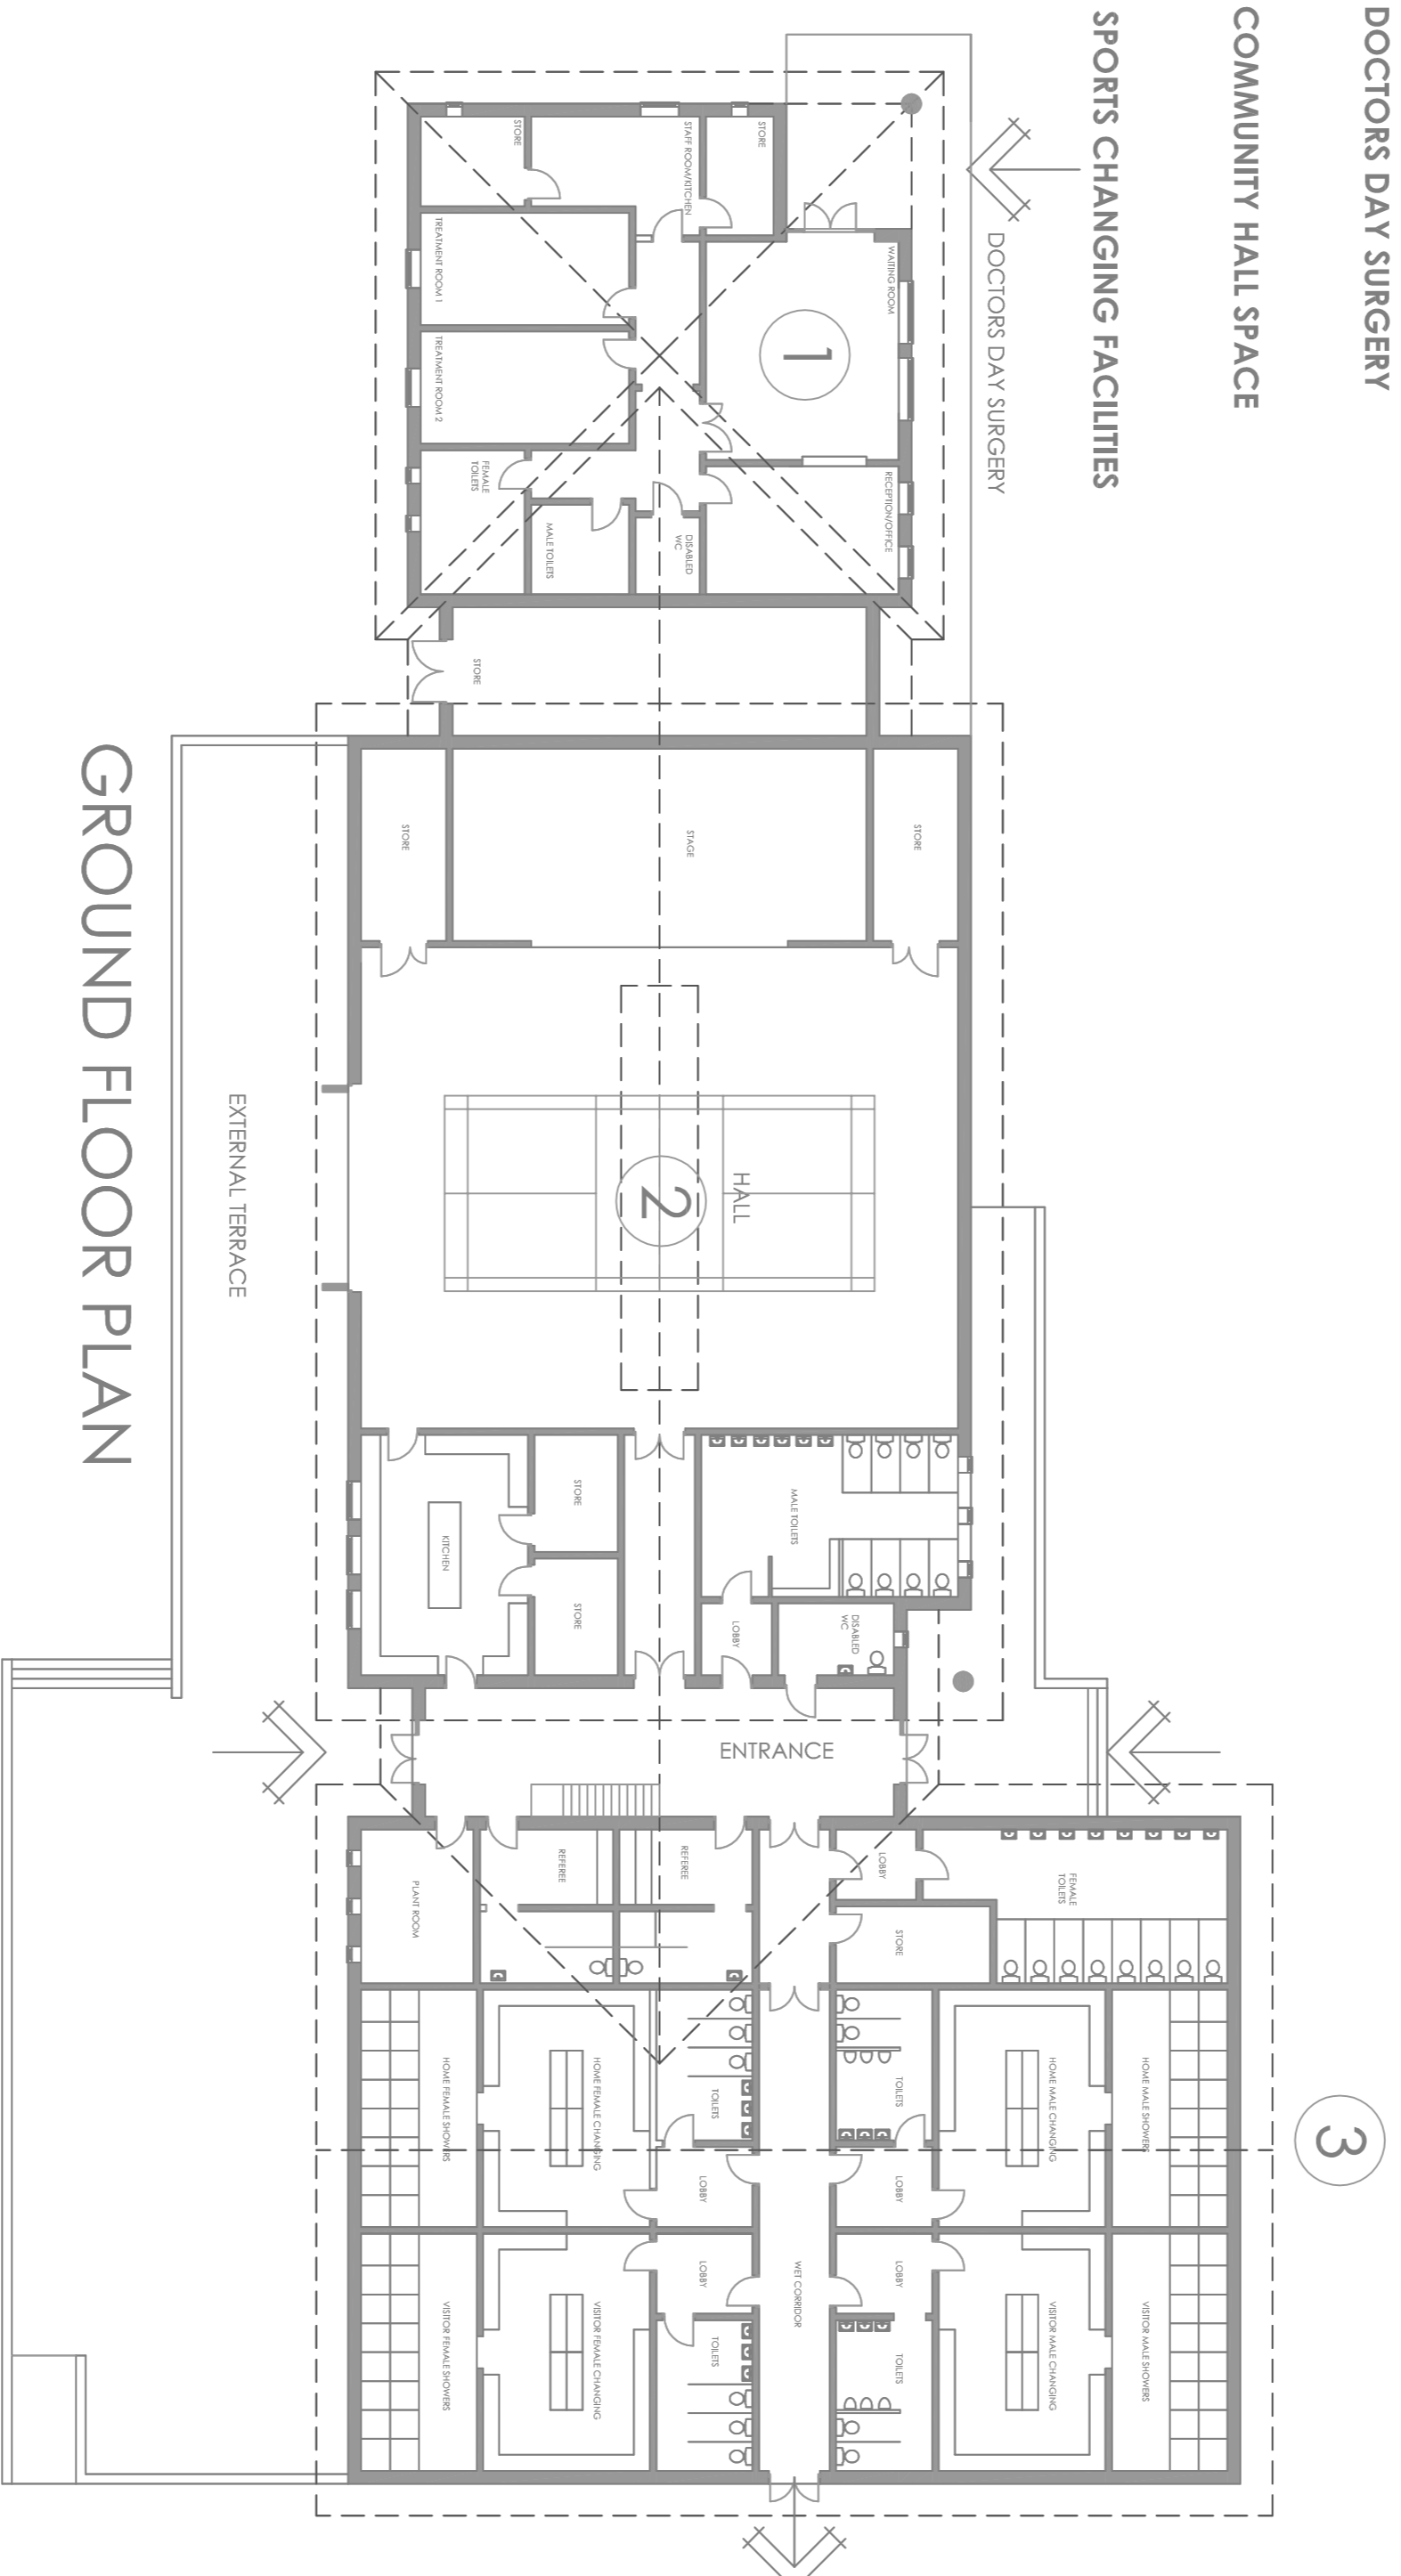 DOCTORS DAY SURGERY
COMMUNITY HALL SPACE
SPORTS CHANGING FACILITIES
3
DOCTORS DAY SURGERY
STORE
STAFF ROOM/KITCHEN
STORE
WAITING ROOM
1
TREATMENT ROOM 1
TREATMENT ROOM 2
RECEPTION/OFFICE
DISABLED
WC
MALE TOILETS
FEMALE
TOILETS
STORE
STORE
STAGE
STORE
HALL
2
MALE TOILETS
STORE
STORE
KITCHEN
LOBBY
DISABLED
WC
ENTRANCE
FEMALE
TOILETS
LOBBY
STORE
REFEREE
REFEREE
PLANT ROOM
HOME MALE SHOWERS
HOME MALE CHANGING
TOILETS
LOBBY
TOILETS
LOBBY
HOME FEMALE CHANGING
HOME FEMALE SHOWERS
VISITOR MALE SHOWERS
VISITOR MALE CHANGING
LOBBY
TOILETS
WET CORRIDOR
LOBBY
TOILETS
VISITOR FEMALE CHANGING
VISITOR FEMALE SHOWERS
EXTERNAL TERRACE
GROUND FLOOR PLAN